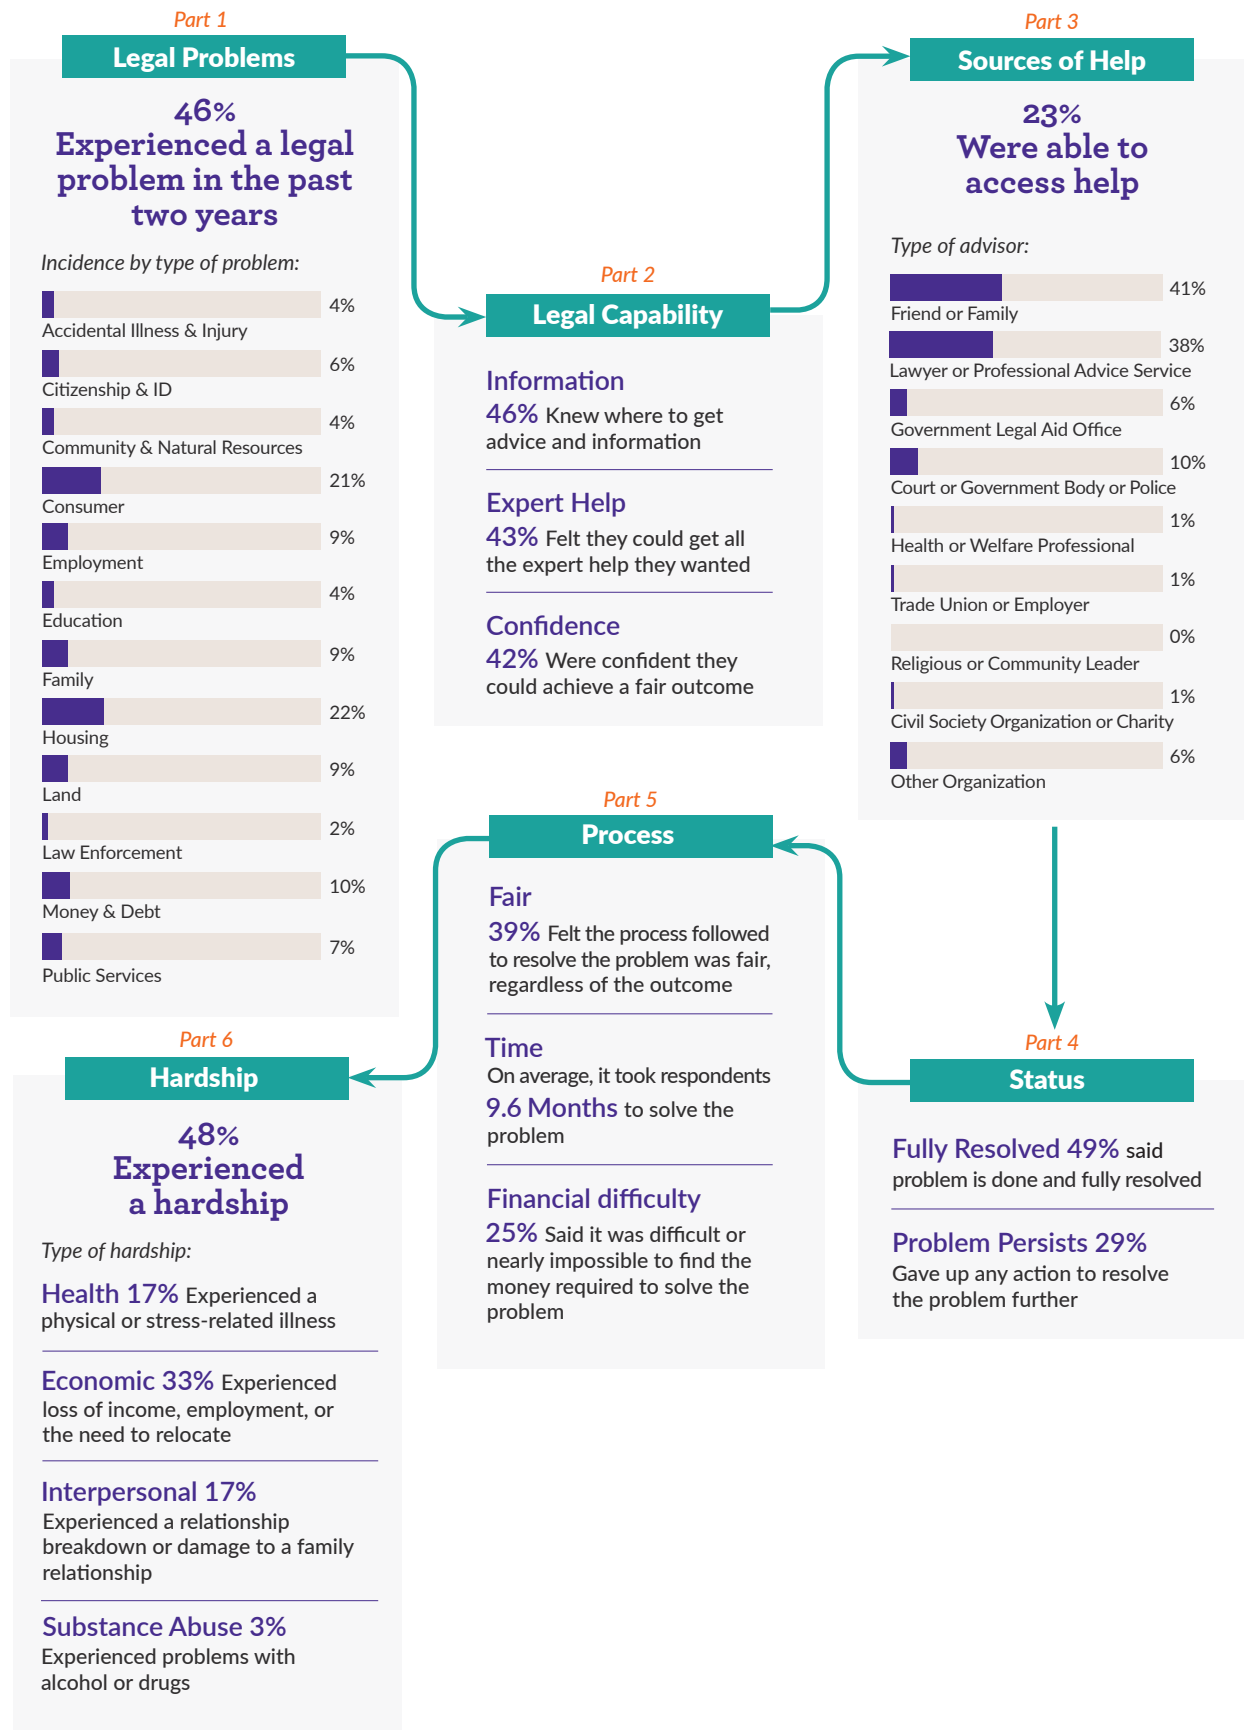 Part 1
Legal Problems
46%
Experienced a legal
problem in the past
two years
Incidence by type of problem:
4%
Accidental Illness & Injury
6%
Citizenship & ID
4%
Community & Natural Resources
21%
Consumer
9%
Employment
4%
Education
9%
Family
22%
Housing
9%
Land
2%
Law Enforcement
10%
Money & Debt
7%
Public Services
Part 2
Legal Capability
Information
46% Knew where to get
advice and information
Expert Help
43% Felt they could get all
the expert help they wanted
Confidence
42% Were confident they
could achieve a fair outcome
Part 3
Sources of Help
23%
Were able to
access help
Type of advisor:
41%
Friend or Family
38%
Lawyer or Professional Advice Service
6%
Government Legal Aid Office
10%
Court or Government Body or Police
1%
Health or Welfare Professional
1%
Trade Union or Employer
0%
Religious or Community Leader
1%
Civil Society Organization or Charity
6%
Other Organization
Part 4
Status
Fully Resolved 49% said
problem is done and fully resolved
Problem Persists 29%
Gave up any action to resolve
the problem further
Part 5
Process
Fair
39% Felt the process followed
to resolve the problem was fair,
regardless of the outcome
Time
On average, it took respondents
9.6 Months to solve the
problem
Financial difficulty
25% Said it was difficult or
nearly impossible to find the
money required to solve the
problem
Part 6
Hardship
48%
Experienced
a hardship
Type of hardship:
Health 17% Experienced a
physical or stress-related illness
Economic 33% Experienced
loss of income, employment, or
the need to relocate
Interpersonal 17%
Experienced a relationship
breakdown or damage to a family
relationship
Substance Abuse 3%
Experienced problems with
alcohol or drugs